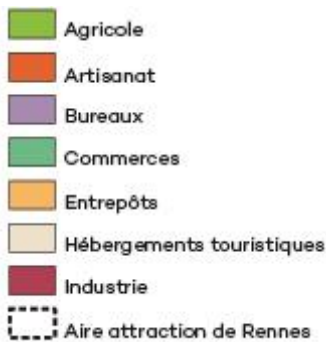 Agricole
Artisanat
Bureaux
Commerces
Entrepôts
Hébergements touristiques
Industrie
Aire attraction de Rennes